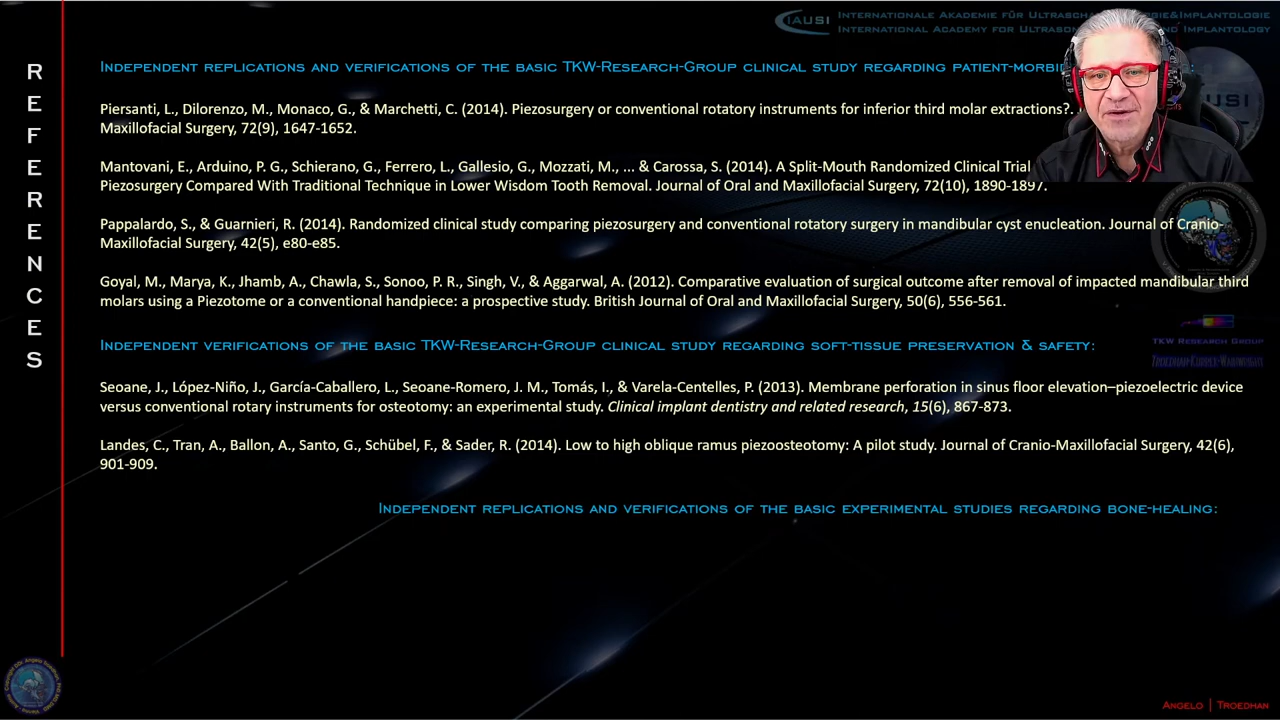 IAUSI
INTERNATIONALE AKADEMIE FÜR
INTERNATIONAL ACADEMY FOR AND IMPLANTOLOGY
REFERENCES
INDEPENDENT REPLICATIONS AND VERIFICATIONS OF THE BASIC TKW-RESEARCH-GROUP CLINICAL STUDY REGARDING
Piersanti, L., Dilorenzo, M., Monaco, G., & Marchetti, C. (2014). Piezosurgery or conventional rotatory instruments for inferior third molar extractions?.
Maxillofacial Surgery, 72(9), 1647-1652.
Mantovani, E., Arduino, P. G., Schierano, G., Ferrero, L., Gallesio, G., Mozzati, M., ... & Carossa, S. (2014). A Split-Mouth Randomized Clinical Trial
Piezosurgery Compared With Traditional Technique in Lower Wisdom Tooth Removal. Journal of Oral and Maxillofacial Surgery, 72(10), 1890-1897.
Pappalardo, S., & Guarnieri, R. (2014). Randomized clinical study comparing piezosurgery and conventional rotatory surgery in mandibular cyst enucleation. Journal of Cranio-
Maxillofacial Surgery, 42(5), e80-e85.
Goyal, M., Marya, K., Jhamb, A., Chawla, S., Sonoo, P. R., Singh, V., & Aggarwal, A. (2012). Comparative evaluation of surgical outcome after removal of impacted mandibular third
molars using a Piezotome or a conventional handpiece: a prospective study. British Journal of Oral and Maxillofacial Surgery, 50(6), 556-561.
INDEPENDENT VERIFICATIONS OF THE BASIC TKW-RESEARCH-GROUP CLINICAL STUDY REGARDING SOFT-TISSUE PRESERVATION & SAFETY:
TKW RESEARCH GROUP
Seoane, J., López-Niño, J., García-Caballero, L., Seoane-Romero, J. M., Tomás, I., & Varela-Centelles, P. (2013). Membrane perforation in sinus floor elevation–piezoelectric device
versus conventional rotary instruments for osteotomy: an experimental study. Clinical implant dentistry and related research, 15(6), 867-873.
Landes, C., Tran, A., Ballon, A., Santo, G., Schübel, F., & Sader, R. (2014). Low to high oblique ramus piezoosteotomy: A pilot study. Journal of Cranio-Maxillofacial Surgery, 42(6),
901-909.
INDEPENDENT REPLICATIONS AND VERIFICATIONS OF THE BASIC EXPERIMENTAL STUDIES REGARDING BONE-HEALING:
ANGELO | TROEDHAN